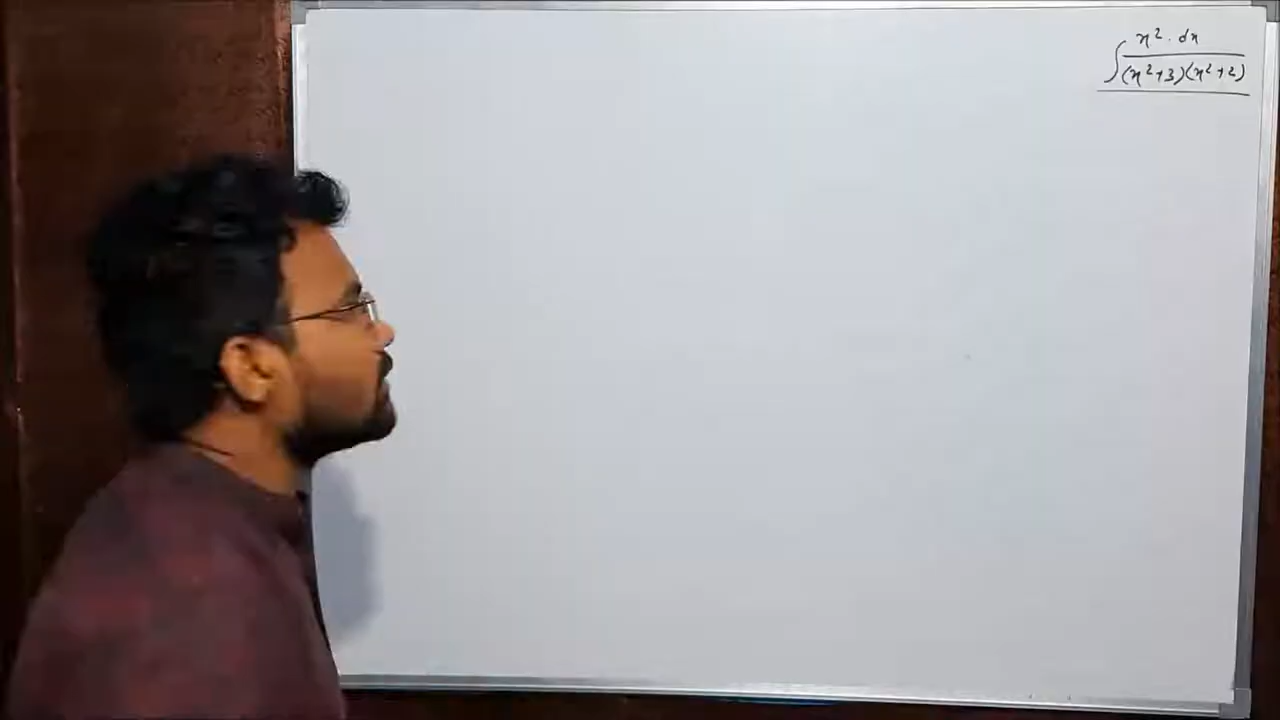 ∫ x² · dx / (x²+3)(x²+2)